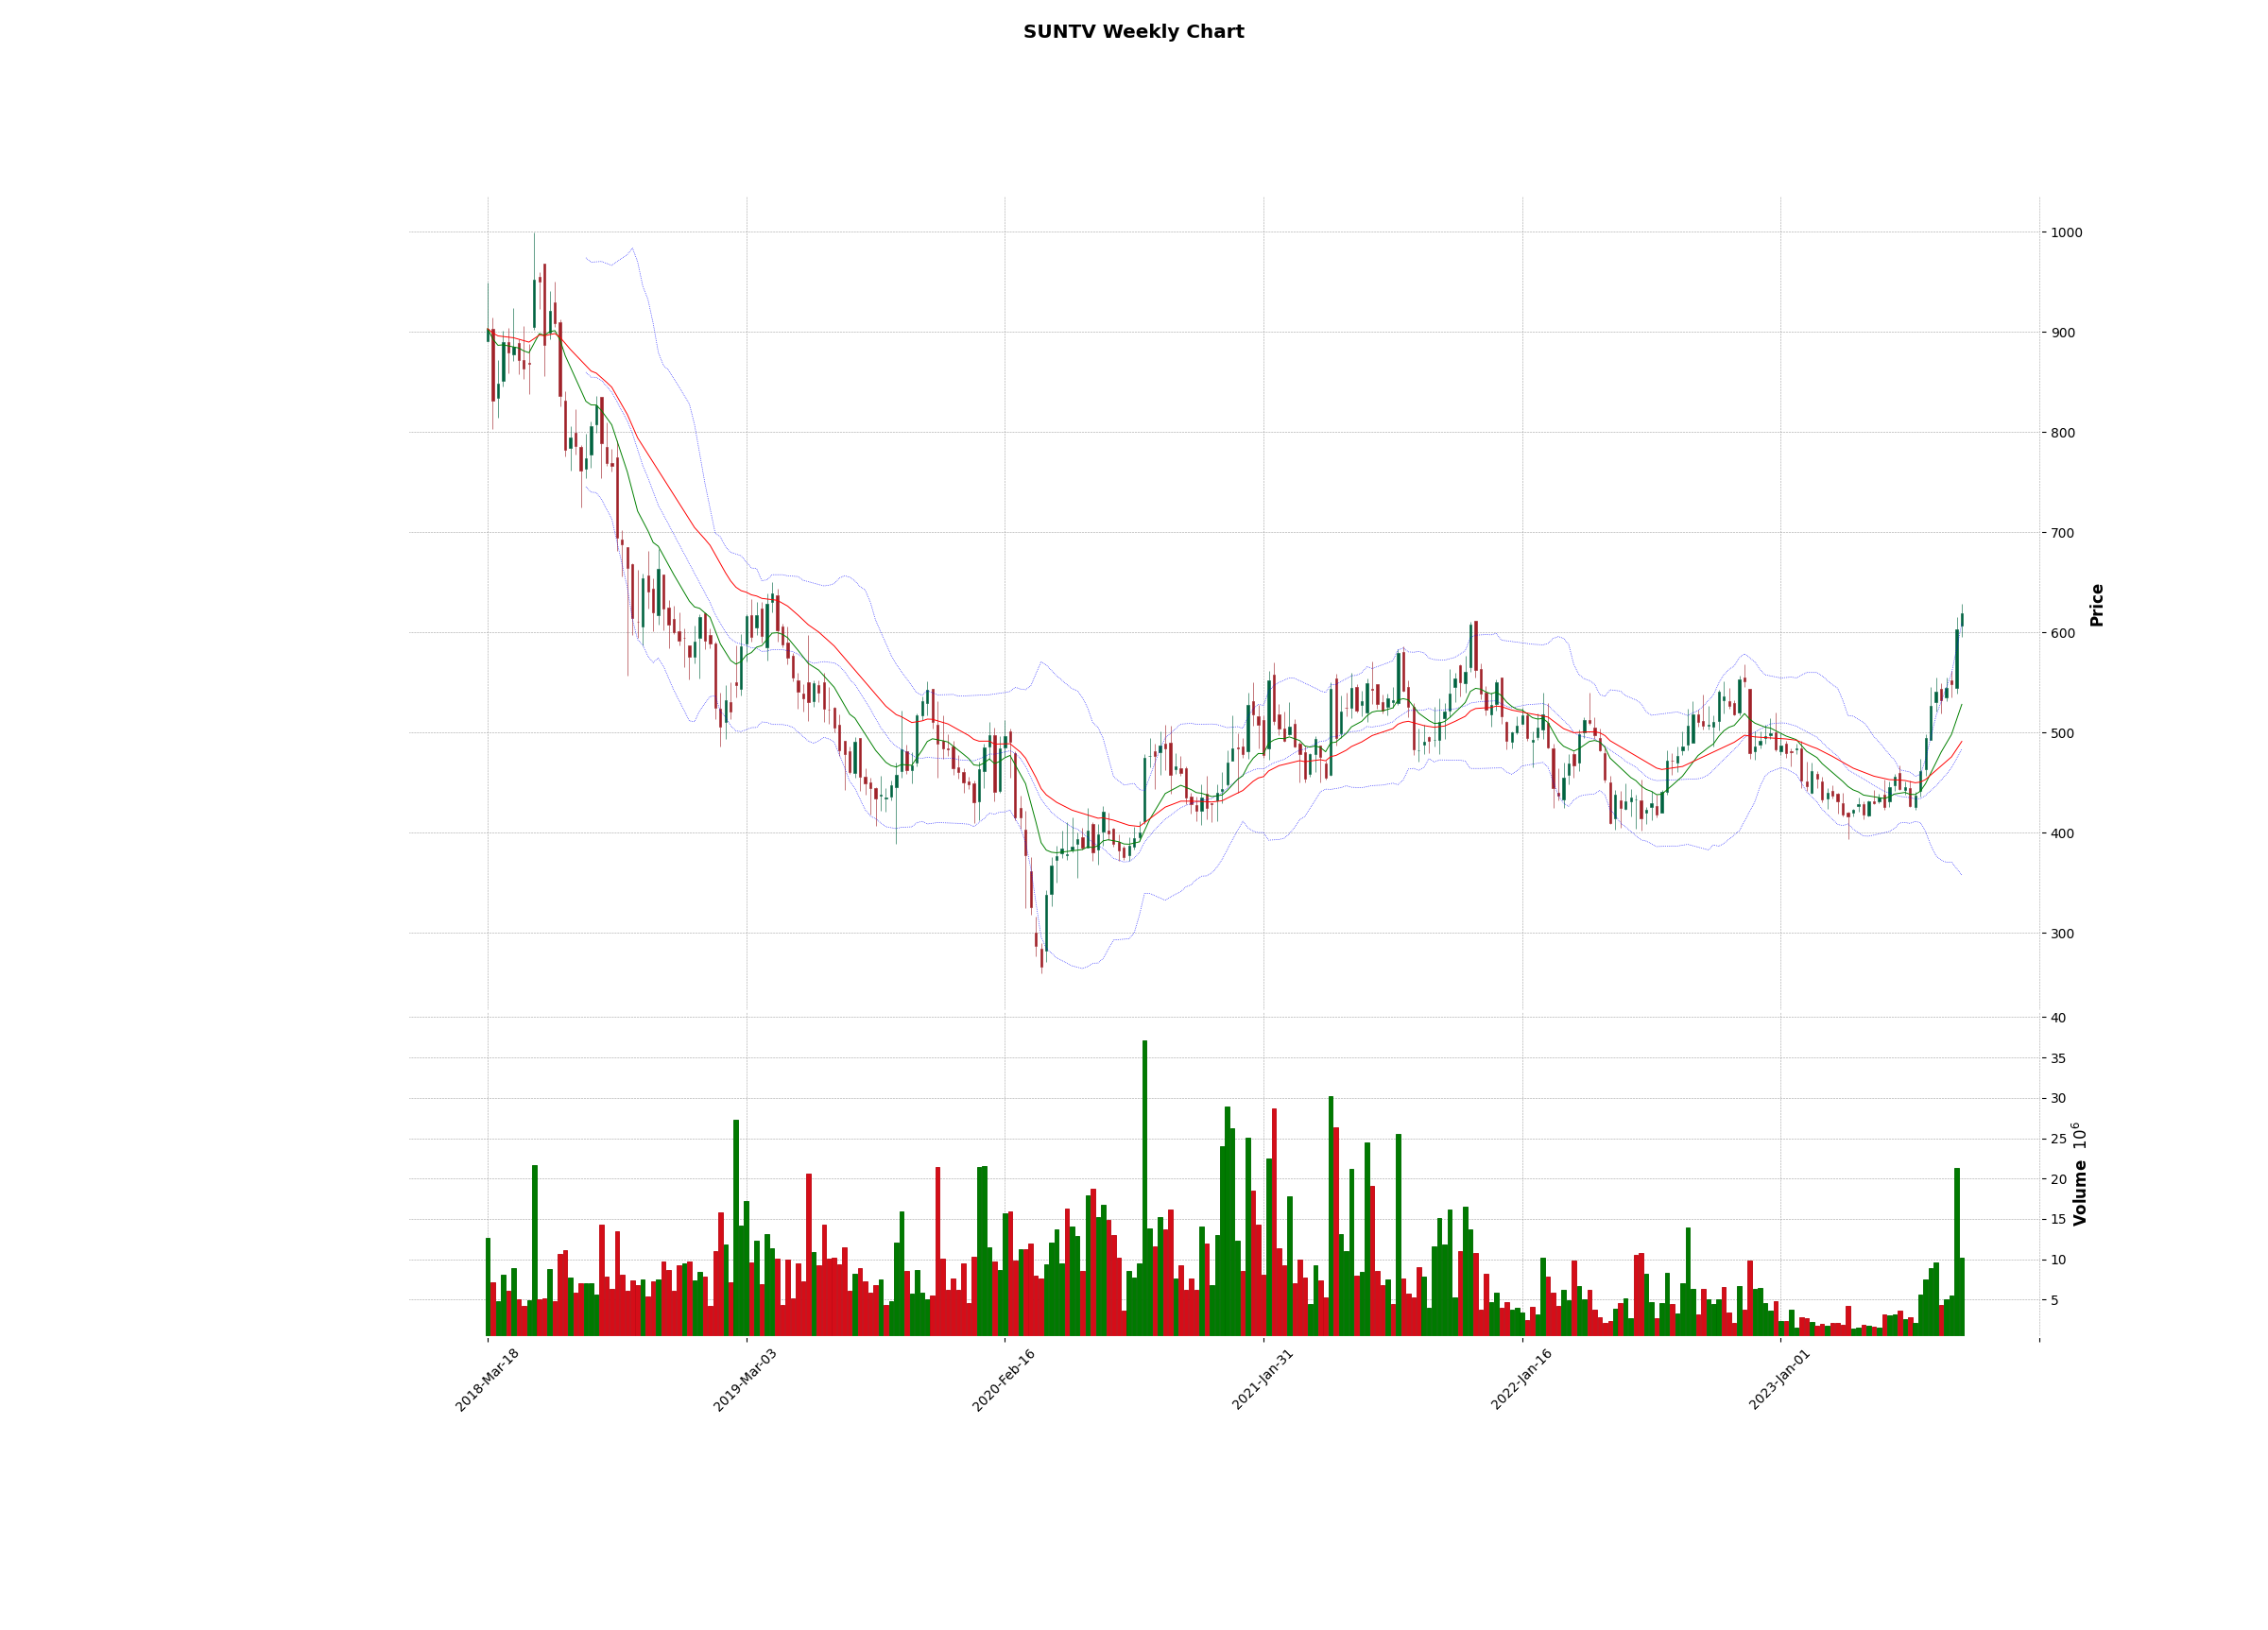 SUNTV Weekly Chart
1000
900
800
700
600
500
400
300
Price
40
35
30
25
20
15
10
5
Volume 10⁶
2018-Mar-18
2019-Mar-03
2020-Feb-16
2021-Jan-31
2022-Jan-16
2023-Jan-01